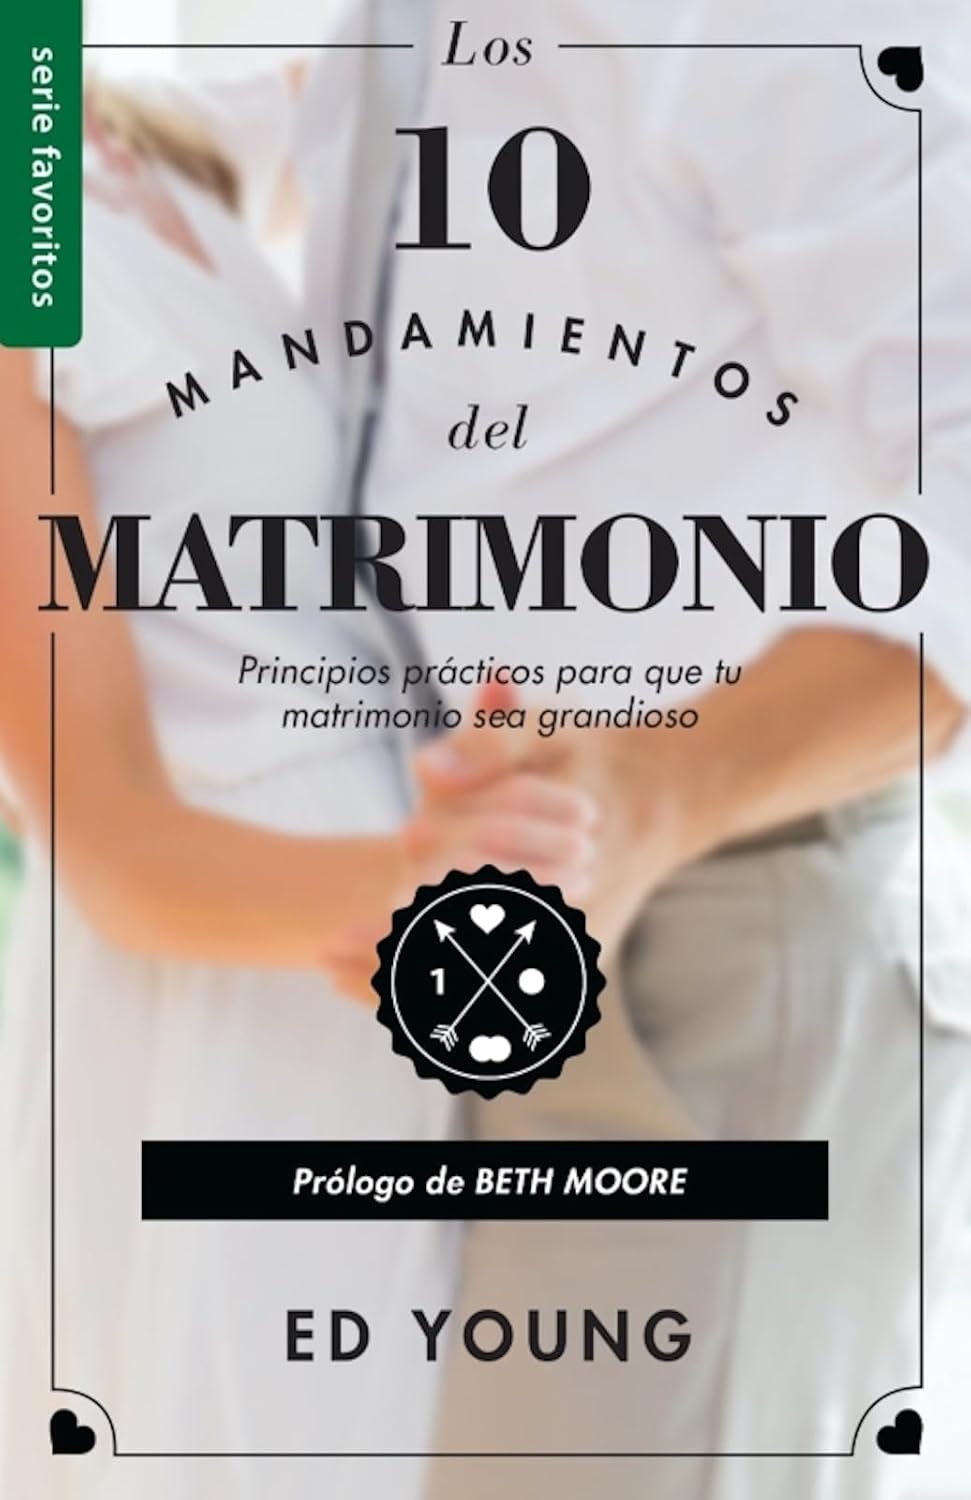 serie favoritos
Los
10
MANDAMIENTOS
del
MATRIMONIO
Principios prácticos para que tu
matrimonio sea grandioso
1
Prólogo de BETH MOORE
ED YOUNG